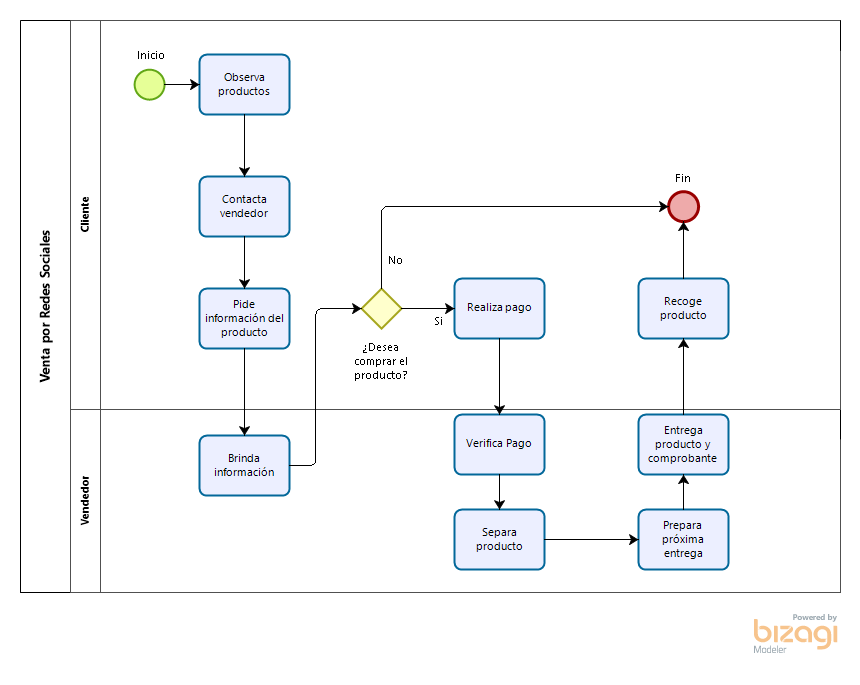 Venta por Redes Sociales
Cliente
Inicio
Observa
productos
Contacta
vendedor
Pide
información del
producto
No
Si
¿Desea
comprar el
producto?
Realiza pago
Fin
Recoge
producto
Vendedor
Brinda
información
Verifica Pago
Separa
producto
Prepara
próxima
entrega
Entrega
producto y
comprobante
Powered by
bizagi
Modeler